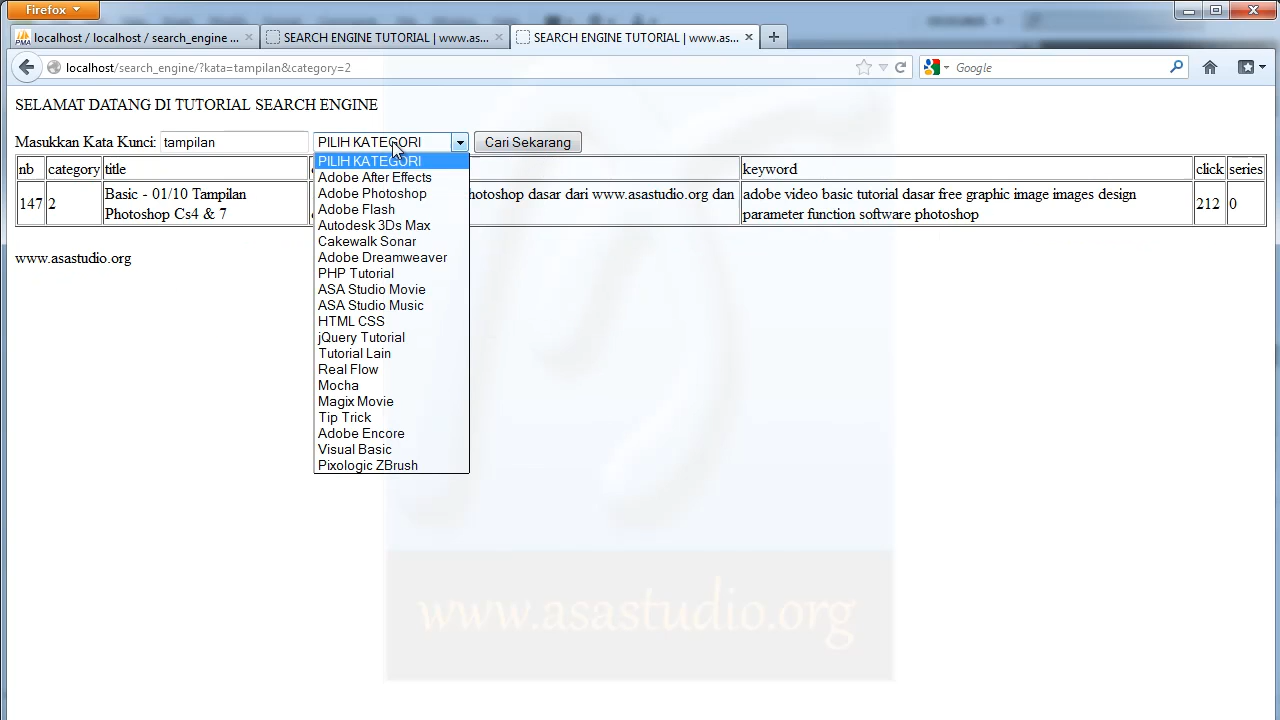 Firefox
localhost / localhost / search_engine ...
SEARCH ENGINE TUTORIAL | www.as...
SEARCH ENGINE TUTORIAL | www.as...
localhost/search_engine/?kata=tampilan&category=2
Google
SELAMAT DATANG DI TUTORIAL SEARCH ENGINE
Masukkan Kata Kunci: tampilan PILIH KATEGORI Cari Sekarang
nb category title keyword click series
147 2 Basic - 01/10 Tampilan Photoshop Cs4 & 7 hotoshop dasar dari www.asastudio.org dan adobe video basic tutorial dasar free graphic image images design parameter function software photoshop 212 0
PILIH KATEGORI
Adobe After Effects
Adobe Photoshop
Adobe Flash
Autodesk 3Ds Max
Cakewalk Sonar
Adobe Dreamweaver
PHP Tutorial
ASA Studio Movie
ASA Studio Music
HTML CSS
jQuery Tutorial
Tutorial Lain
Real Flow
Mocha
Magix Movie
Tip Trick
Adobe Encore
Visual Basic
Pixologic ZBrush
www.asastudio.org
www.asastudio.org